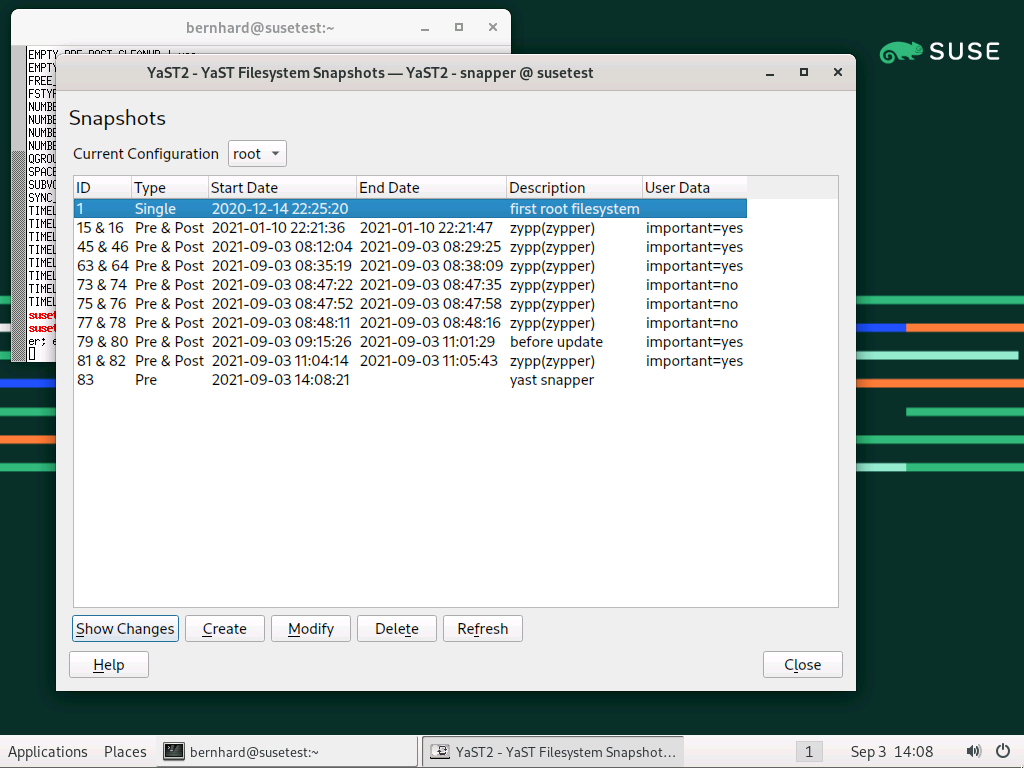 bernhard@susetest:~
EMPTY_PRE_POST_CLEANUP | yes
EMPTY
FREE_
FSTYP
NUMBE
NUMBE
NUMBE
NUMBE
QGROU
SPACE
SUBVO
SYNC_
TIMEL
TIMEL
TIMEL
TIMEL
TIMEL
TIMEL
TIMEL
TIMEL
suset
suset
er; e
SUSE
YaST2 - YaST Filesystem Snapshots — YaST2 - snapper @ susetest
Snapshots
Current Configuration root
ID Type Start Date End Date Description User Data
1 Single 2020-12-14 22:25:20 first root filesystem
15 & 16 Pre & Post 2021-01-10 22:21:36 2021-01-10 22:21:47 zypp(zypper) important=yes
45 & 46 Pre & Post 2021-09-03 08:12:04 2021-09-03 08:29:25 zypp(zypper) important=yes
63 & 64 Pre & Post 2021-09-03 08:35:19 2021-09-03 08:38:09 zypp(zypper) important=yes
73 & 74 Pre & Post 2021-09-03 08:47:22 2021-09-03 08:47:35 zypp(zypper) important=no
75 & 76 Pre & Post 2021-09-03 08:47:52 2021-09-03 08:47:58 zypp(zypper) important=no
77 & 78 Pre & Post 2021-09-03 08:48:11 2021-09-03 08:48:16 zypp(zypper) important=no
79 & 80 Pre & Post 2021-09-03 09:15:26 2021-09-03 11:01:29 before update important=yes
81 & 82 Pre & Post 2021-09-03 11:04:14 2021-09-03 11:05:43 zypp(zypper) important=yes
83 Pre 2021-09-03 14:08:21 yast snapper
Show Changes Create Modify Delete Refresh
Help Close
Applications Places bernhard@susetest:~ YaST2 - YaST Filesystem Snapshot... 1 Sep 3 14:08